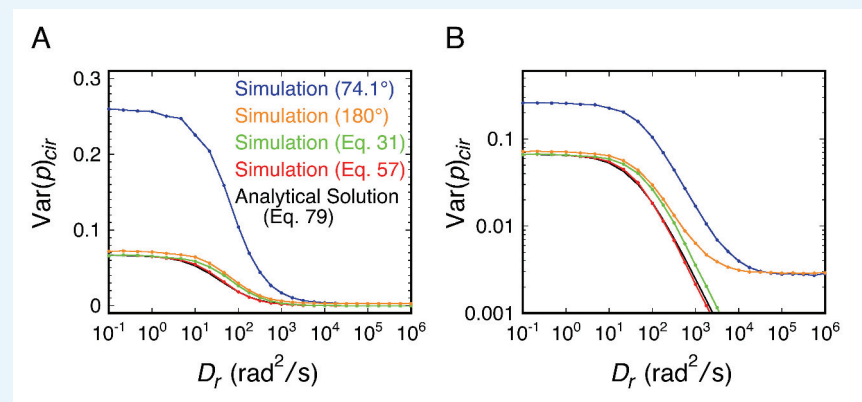 A
B
0.3
0.2
0.1
0
Var(p)cir
Simulation (74.1°)
Simulation (180°)
Simulation (Eq. 31)
Simulation (Eq. 57)
Analytical Solution
(Eq. 79)
10⁻¹ 10⁰ 10¹ 10² 10³ 10⁴ 10⁵ 10⁶
Dr (rad²/s)
0.1
0.01
0.001
Var(p)cir
10⁻¹ 10⁰ 10¹ 10² 10³ 10⁴ 10⁵ 10⁶
Dr (rad²/s)